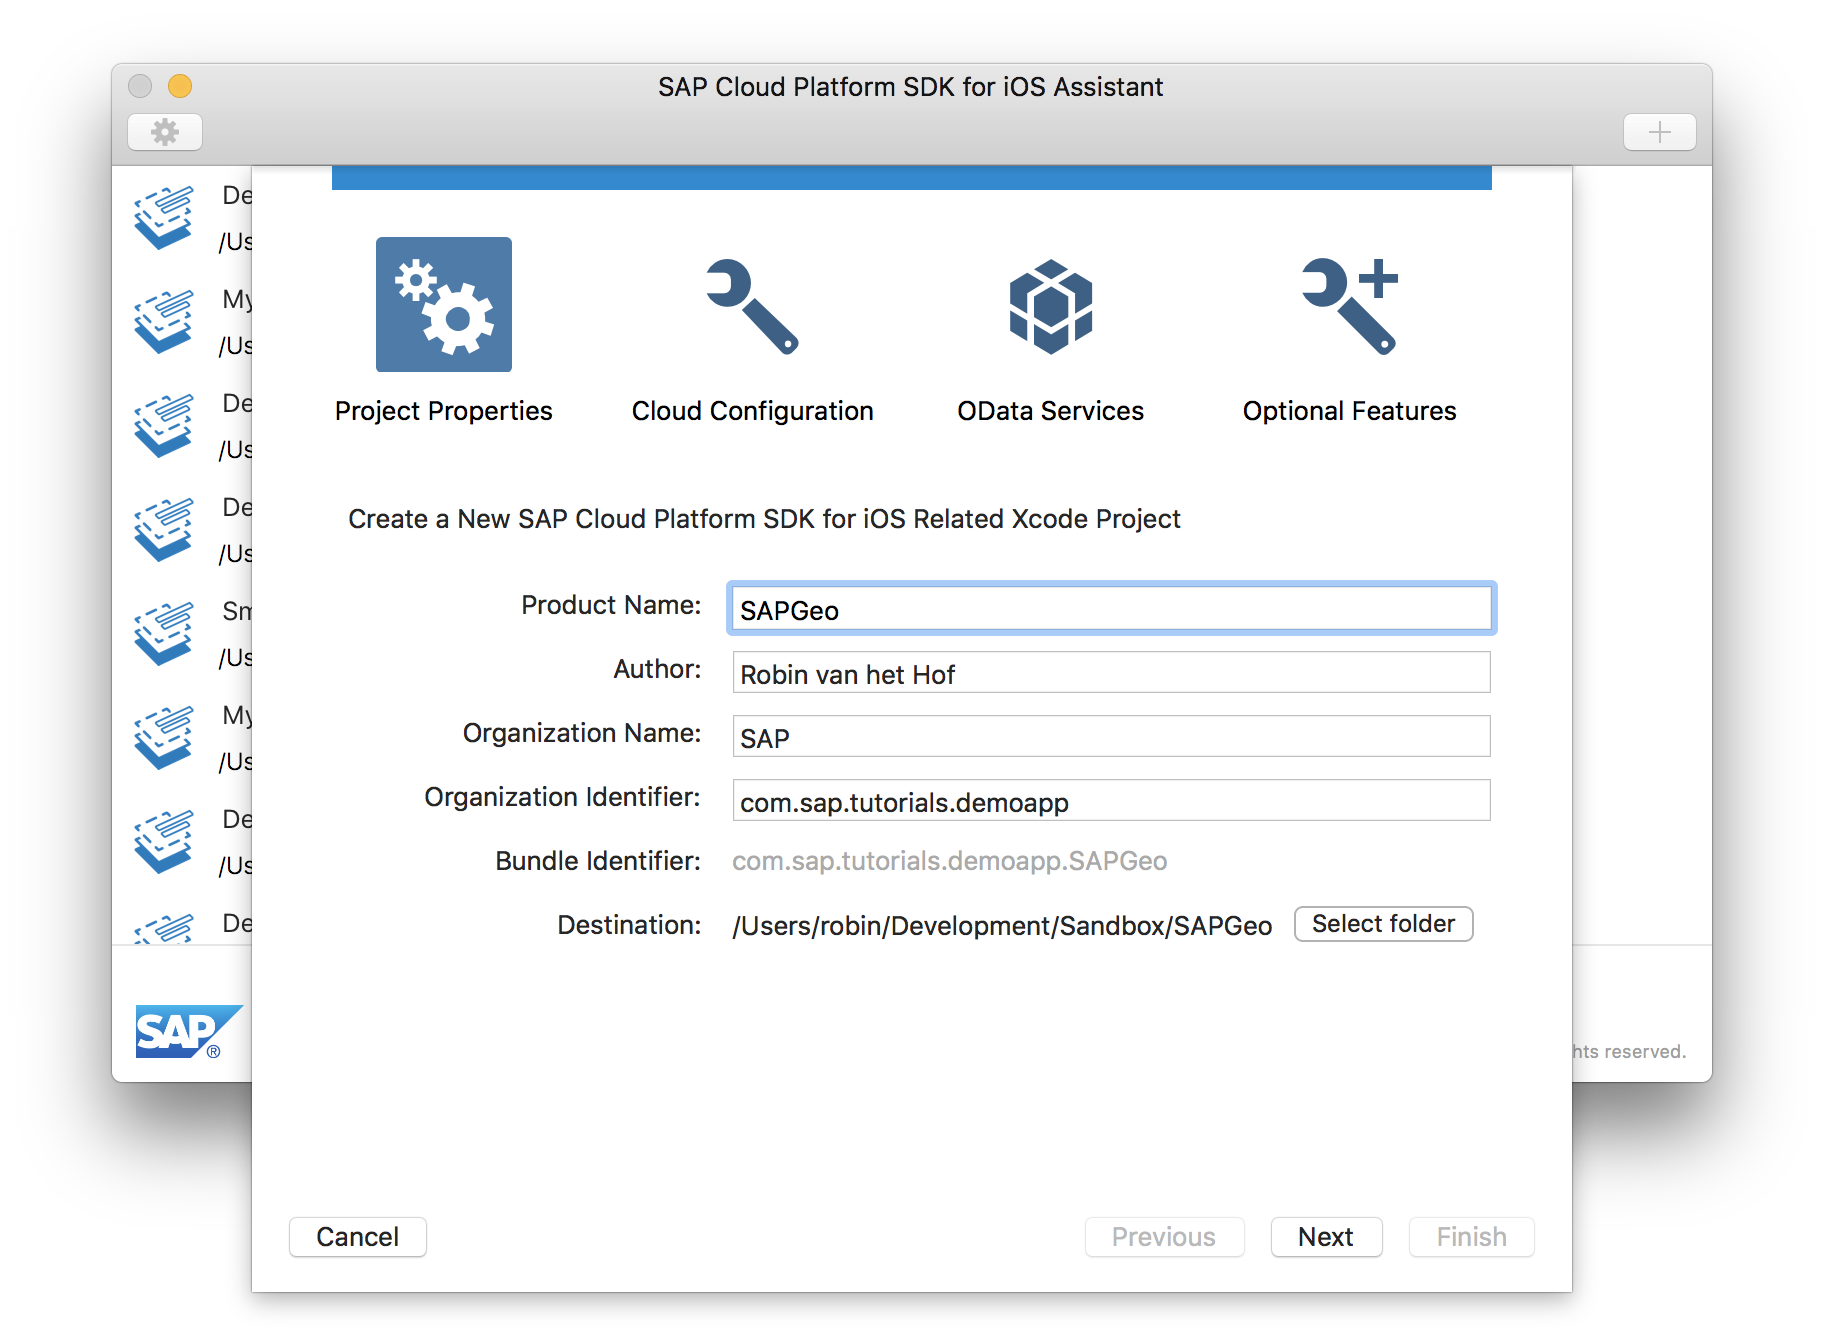 SAP Cloud Platform SDK for iOS Assistant
De
/Us
My
/Us
De
/Us
De
/Us
Sm
/Us
My
/Us
De
/Us
De
Project Properties
Cloud Configuration
OData Services
Optional Features
Create a New SAP Cloud Platform SDK for iOS Related Xcode Project
Product Name: SAPGeo
Author: Robin van het Hof
Organization Name: SAP
Organization Identifier: com.sap.tutorials.demoapp
Bundle Identifier: com.sap.tutorials.demoapp.SAPGeo
Destination: /Users/robin/Development/Sandbox/SAPGeo Select folder
SAP ®
hts reserved.
Cancel Previous Next Finish